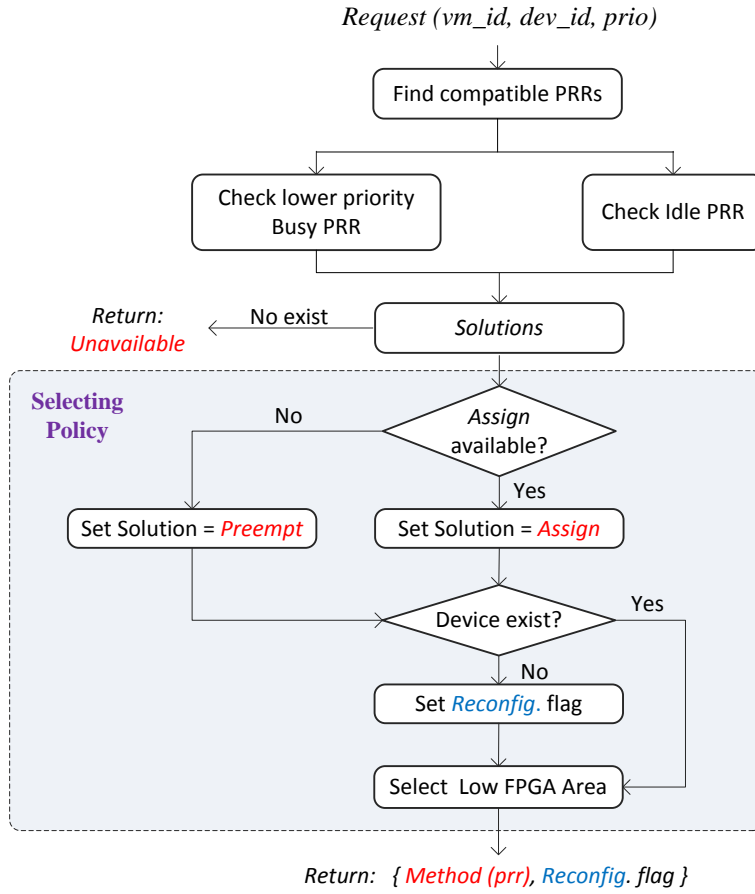 Request (vm_id, dev_id, prio)
Find compatible PRRs
Check lower priority
Busy PRR
Check Idle PRR
Return:
Unavailable
No exist
Solutions
Selecting
Policy
No
Assign
available?
Yes
Set Solution = Preempt
Set Solution = Assign
Device exist?
Yes
No
Set Reconfig. flag
Select Low FPGA Area
Return: { Method (prr), Reconfig. flag }